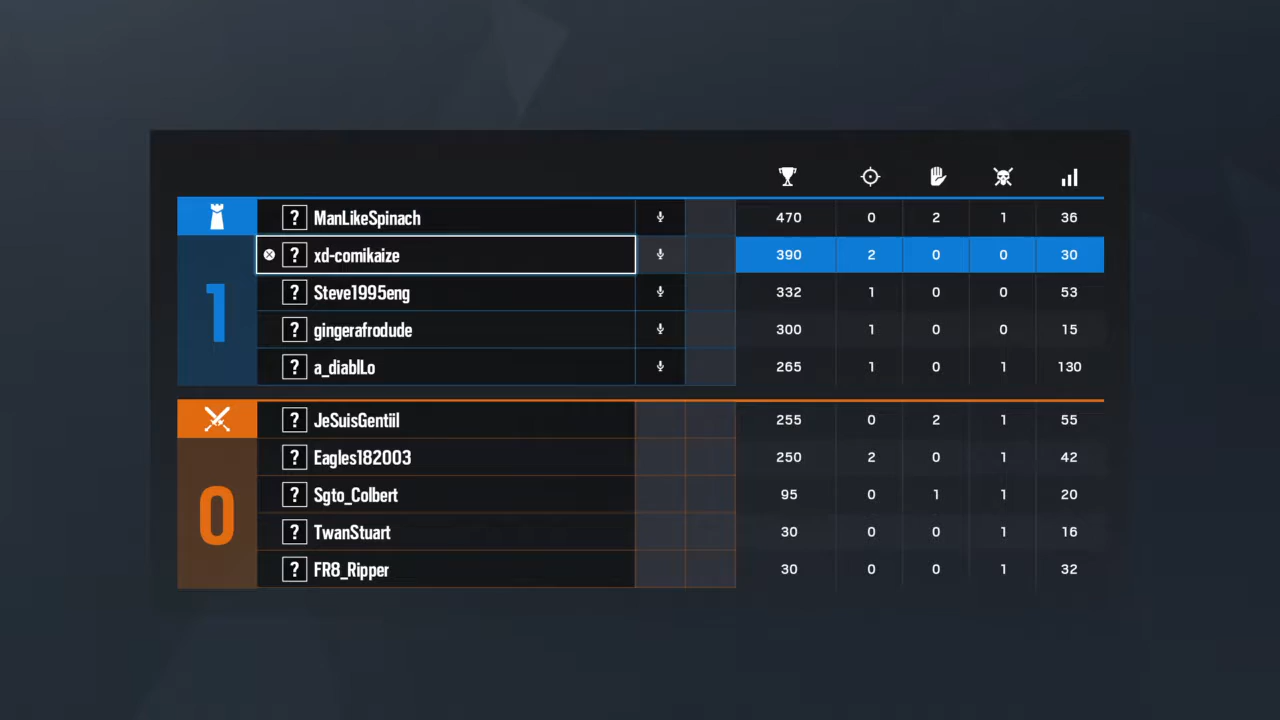 ? ManLikeSpinach 470 0 2 1 36
? xd-comikaize 390 2 0 0 30
1
? Steve1995eng 332 1 0 0 53
? gingerafrodude 300 1 0 0 15
? a_diablLo 265 1 0 1 130
? JeSuisGentiil 255 0 2 1 55
? Eagles182003 250 2 0 1 42
0
? Sgto_Colbert 95 0 1 1 20
? TwanStuart 30 0 0 1 16
? FR8_Ripper 30 0 0 1 32